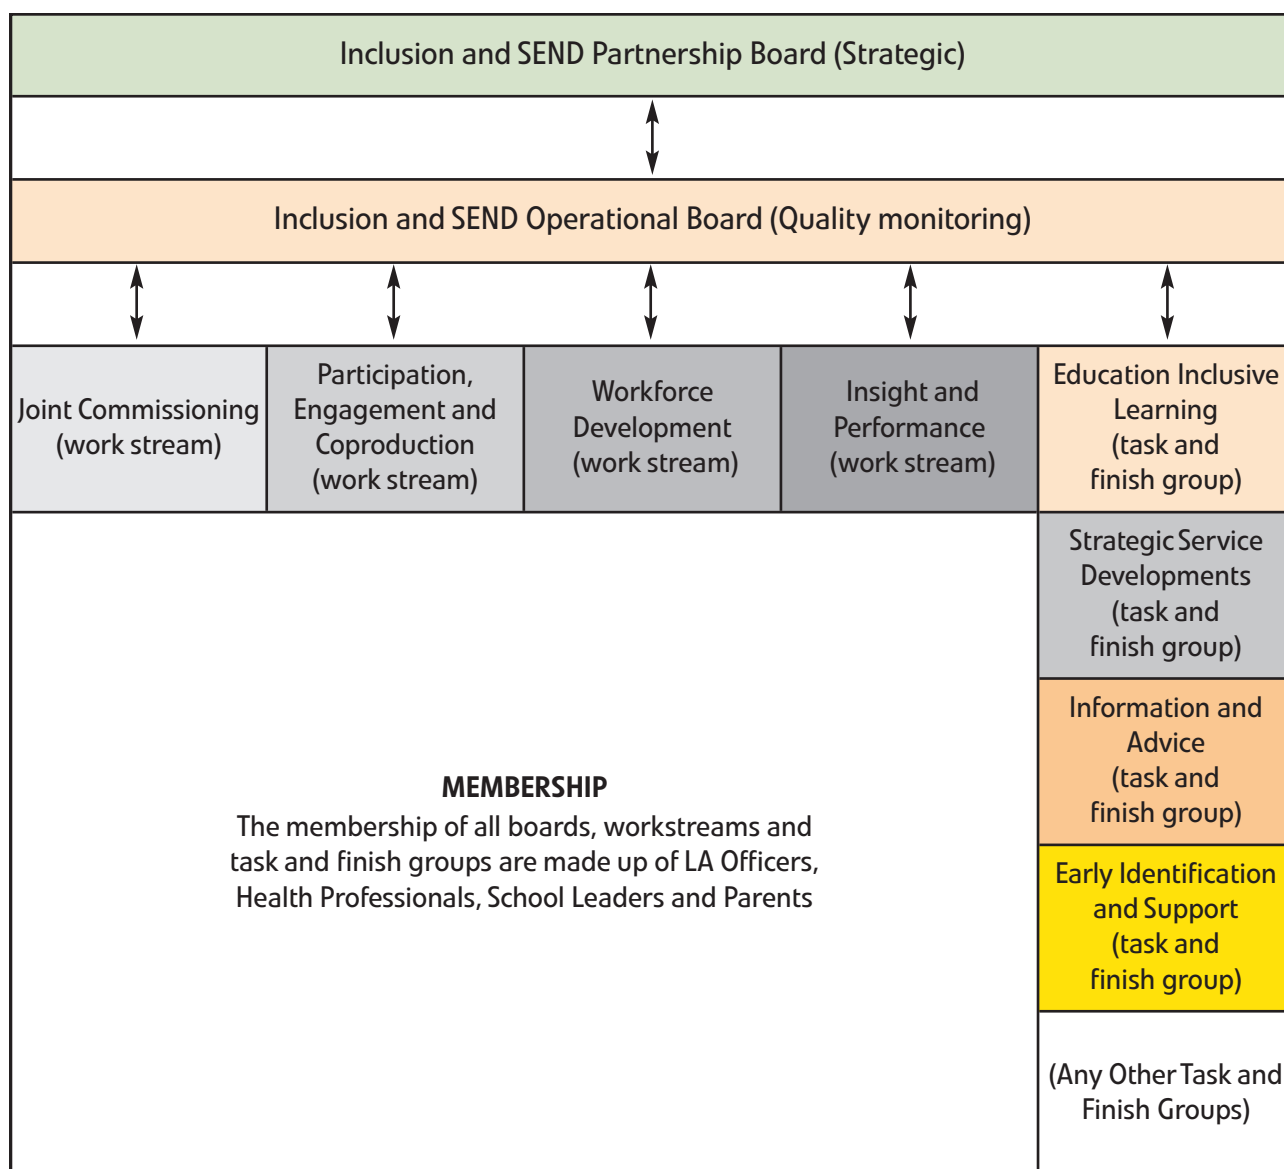 Inclusion and SEND Partnership Board (Strategic)
Inclusion and SEND Operational Board (Quality monitoring)
Joint Commissioning
(work stream)
Participation,
Engagement and
Coproduction
(work stream)
Workforce
Development
(work stream)
Insight and
Performance
(work stream)
Education Inclusive
Learning
(task and
finish group)
Strategic Service
Developments
(task and
finish group)
Information and
Advice
(task and
finish group)
Early Identification
and Support
(task and
finish group)
(Any Other Task and
Finish Groups)
MEMBERSHIP
The membership of all boards, workstreams and
task and finish groups are made up of LA Officers,
Health Professionals, School Leaders and Parents